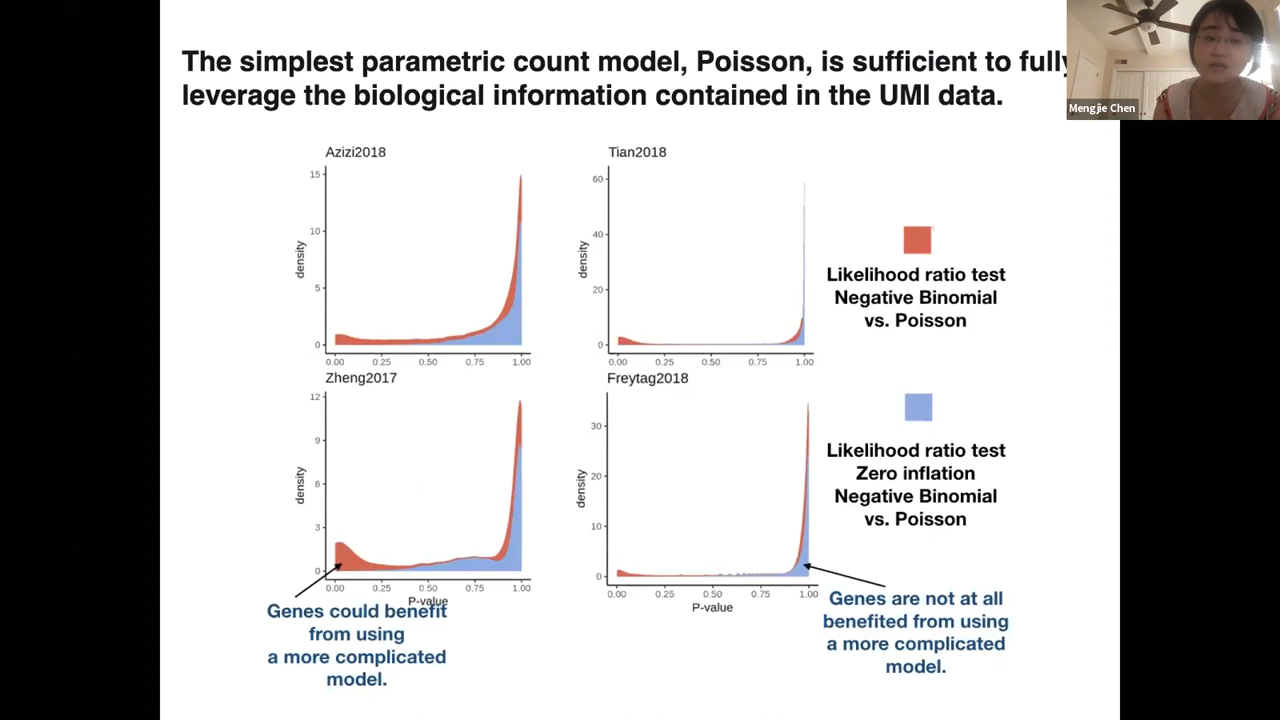 The simplest parametric count model, Poisson, is sufficient to fully
leverage the biological information contained in the UMI data.
Mengjie Chen
Azizi2018
15
10
5
0
density
0.00 0.25 0.50 0.75 1.00
Tian2018
60
40
20
0
density
0.00 0.25 0.50 0.75 1.00
Likelihood ratio test
Negative Binomial
vs. Poisson
Zheng2017
12
9
6
3
0
density
0.00 0.25 0.50 0.75 1.00
P-value
Freytag2018
30
20
10
0
density
0.00 0.25 0.50 0.75 1.00
P-value
Likelihood ratio test
Zero inflation
Negative Binomial
vs. Poisson
Genes could benefit
from using
a more complicated
model.
Genes are not at all
benefited from using
a more complicated
model.